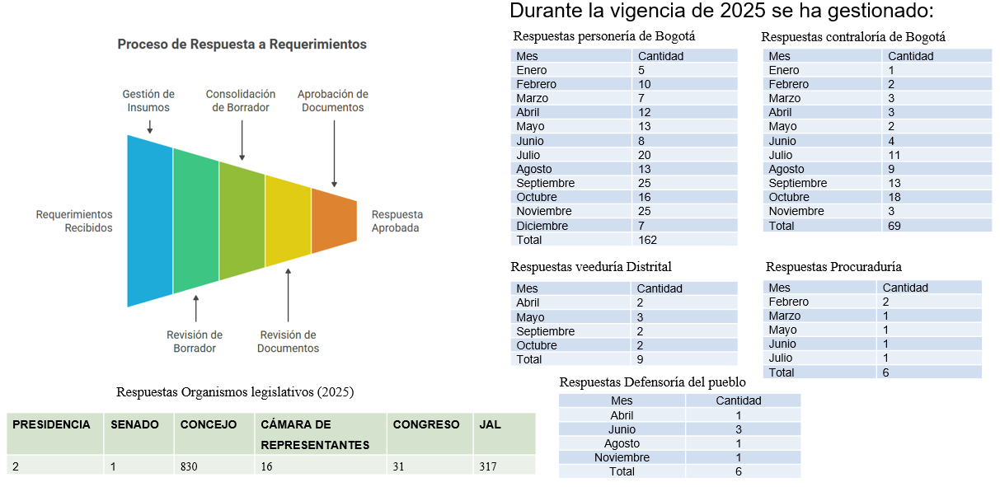 Durante la vigencia de 2025 se ha gestionado:
Proceso de Respuesta a Requerimientos
Gestión de
Insumos
Consolidación
de Borrador
Aprobación de
Documentos
Requerimientos
Recibidos
Respuesta
Aprobada
Revisión de
Borrador
Revisión de
Documentos
Respuestas personería de Bogotá
Mes Cantidad
Enero 5
Febrero 10
Marzo 7
Abril 12
Mayo 13
Junio 8
Julio 20
Agosto 13
Septiembre 25
Octubre 16
Noviembre 25
Diciembre 7
Total 162
Respuestas contraloría de Bogotá
Mes Cantidad
Enero 1
Febrero 2
Marzo 3
Abril 3
Mayo 2
Junio 4
Julio 11
Agosto 9
Septiembre 13
Octubre 18
Noviembre 3
Total 69
Respuestas veeduría Distrital
Mes Cantidad
Abril 2
Mayo 3
Septiembre 2
Octubre 2
Total 9
Respuestas Procuraduría
Mes Cantidad
Febrero 2
Marzo 1
Mayo 1
Junio 1
Julio 1
Total 6
Respuestas Defensoría del pueblo
Mes Cantidad
Abril 1
Junio 3
Agosto 1
Noviembre 1
Total 6
Respuestas Organismos legislativos (2025)
PRESIDENCIA SENADO CONCEJO CÁMARA DE REPRESENTANTES CONGRESO JAL
2 1 830 16 31 317